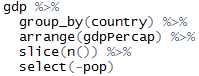 gdp %>%
  group_by(country) %>%
  arrange(gdpPercap) %>%
  slice(n()) %>%
  select(-pop)